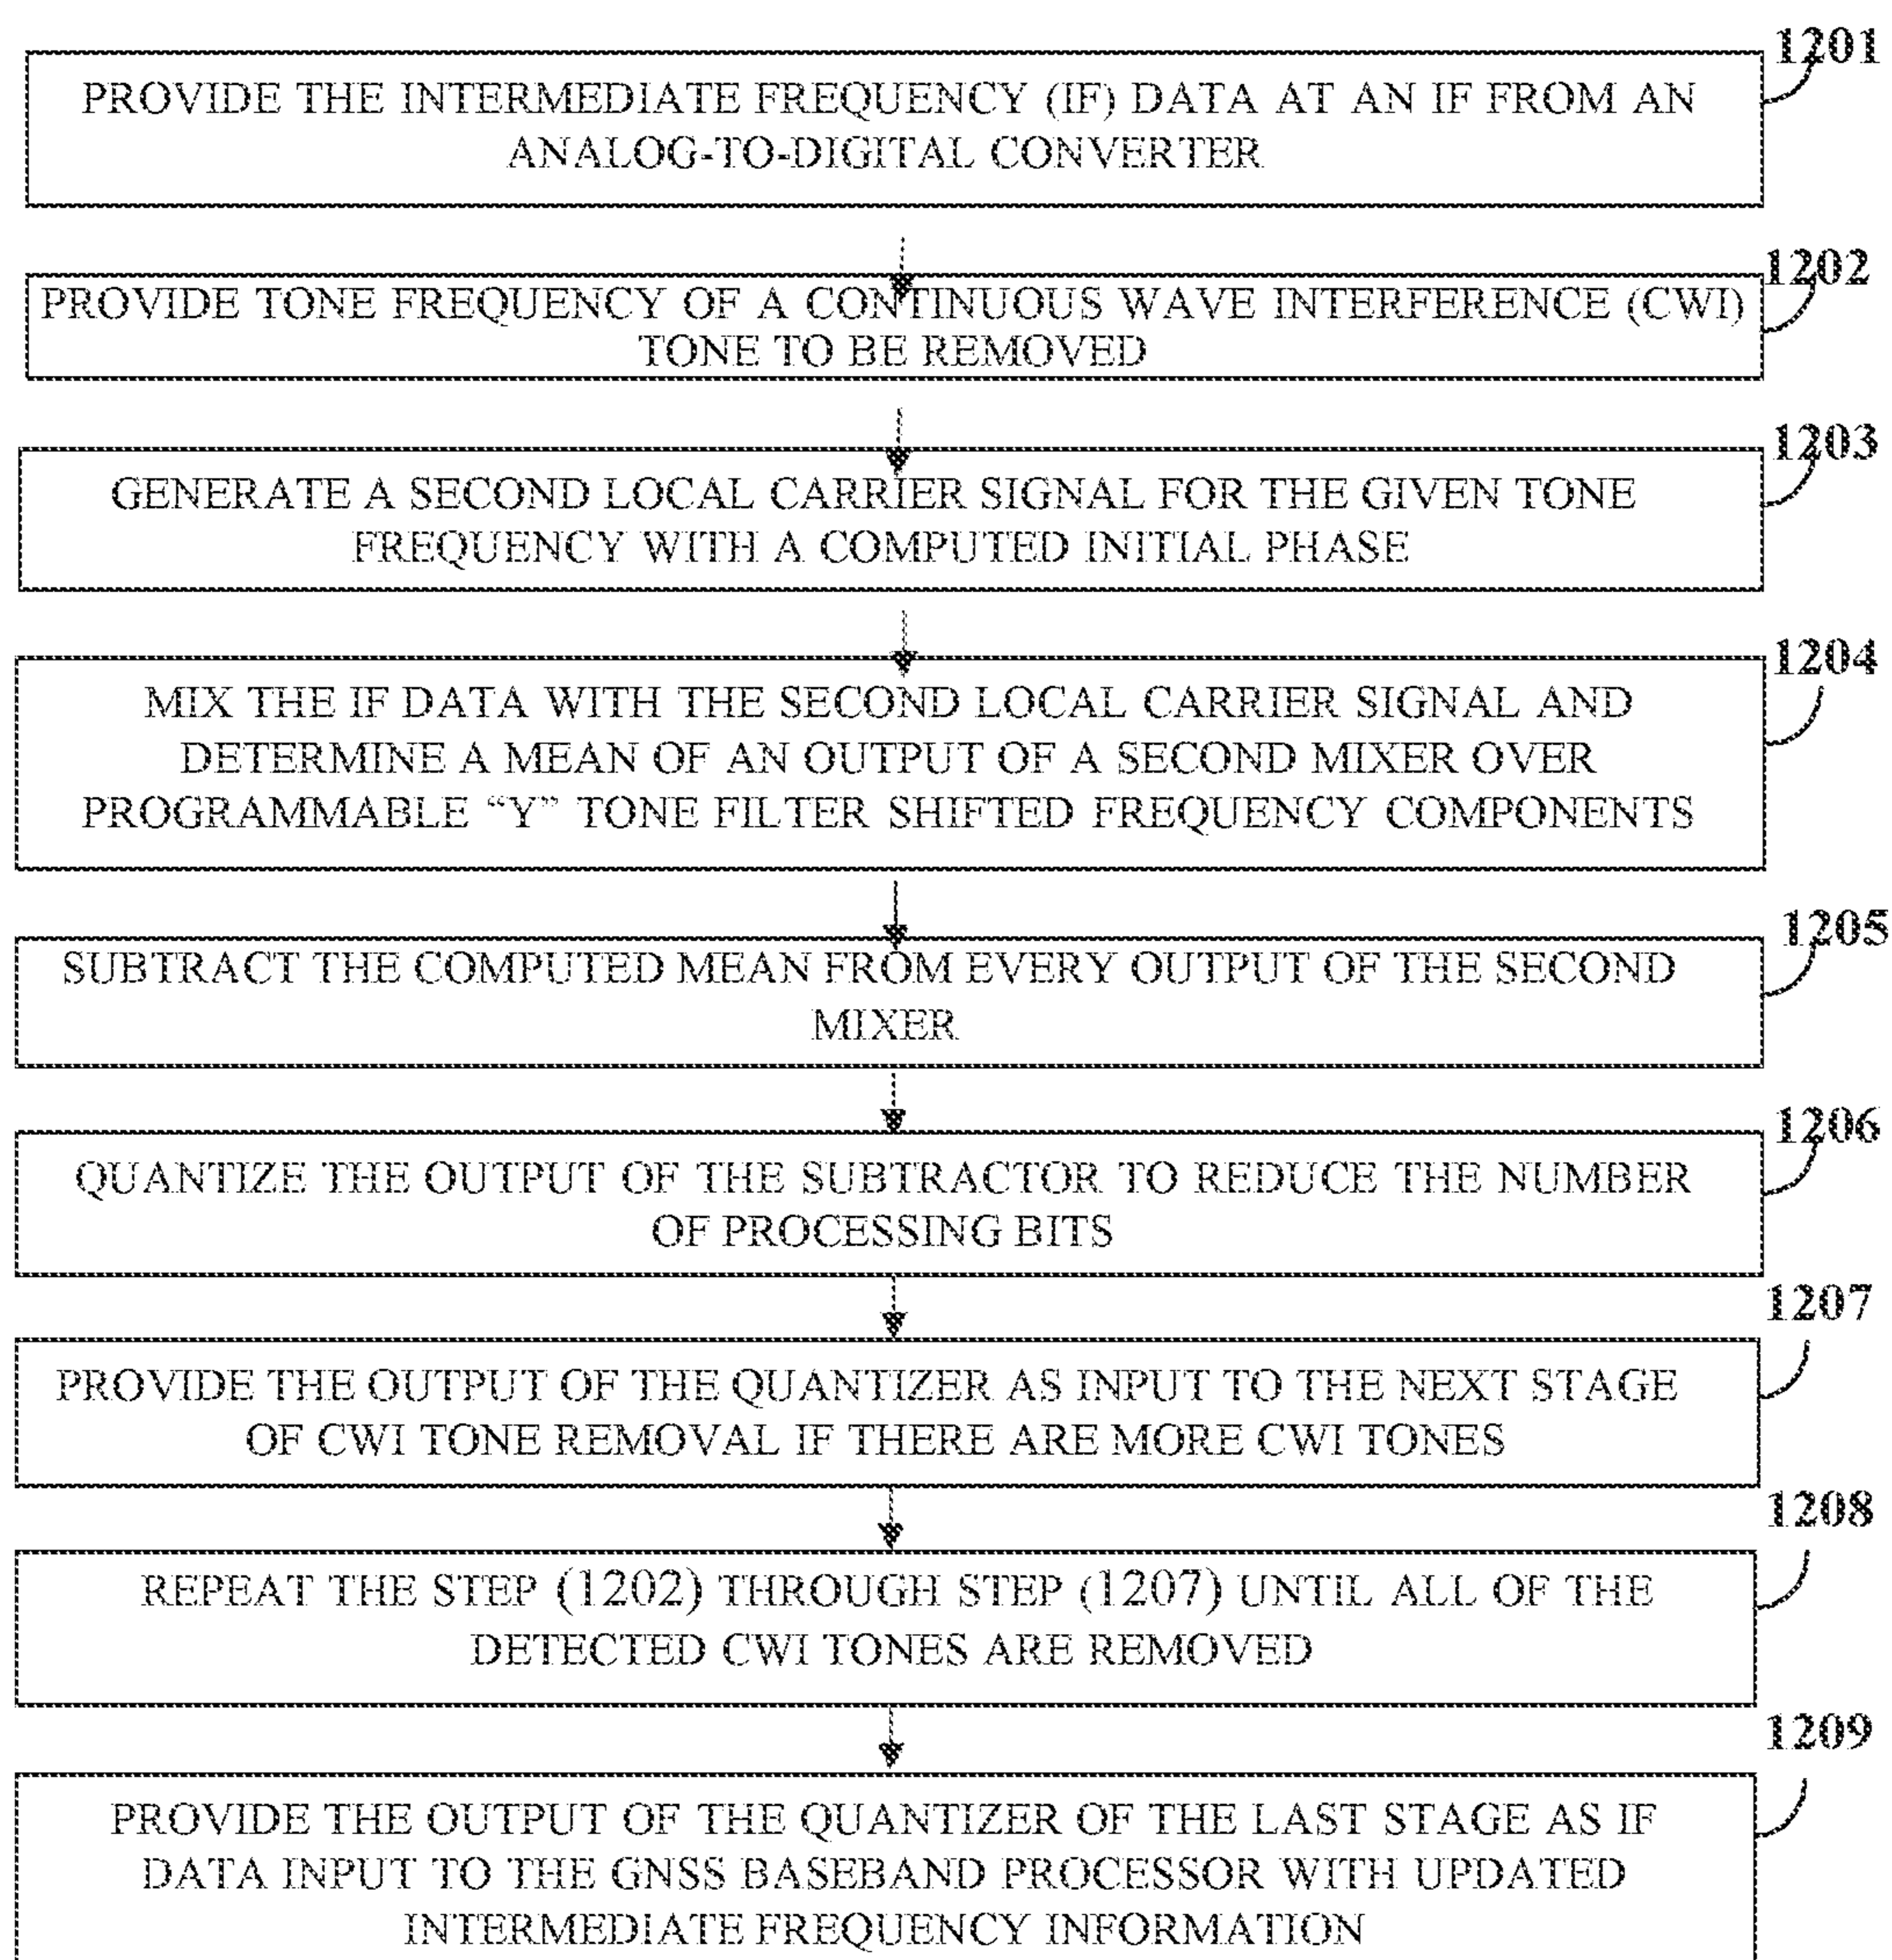 1201
PROVIDE THE INTERMEDIATE FREQUENCY (IF) DATA AT AN IF FROM AN
ANALOG-TO-DIGITAL CONVERTER
1202
PROVIDE TONE FREQUENCY OF A CONTINUOUS WAVE INTERFERENCE (CWI)
TONE TO BE REMOVED
1203
GENERATE A SECOND LOCAL CARRIER SIGNAL FOR THE GIVEN TONE
FREQUENCY WITH A COMPUTED INITIAL PHASE
1204
MIX THE IF DATA WITH THE SECOND LOCAL CARRIER SIGNAL AND
DETERMINE A MEAN OF AN OUTPUT OF A SECOND MIXER OVER
PROGRAMMABLE “Y” TONE FILTER SHIFTED FREQUENCY COMPONENTS
1205
SUBTRACT THE COMPUTED MEAN FROM EVERY OUTPUT OF THE SECOND
MIXER
1206
QUANTIZE THE OUTPUT OF THE SUBTRACTOR TO REDUCE THE NUMBER
OF PROCESSING BITS
1207
PROVIDE THE OUTPUT OF THE QUANTIZER AS INPUT TO THE NEXT STAGE
OF CWI TONE REMOVAL IF THERE ARE MORE CWI TONES
1208
REPEAT THE STEP (1202) THROUGH STEP (1207) UNTIL ALL OF THE
DETECTED CWI TONES ARE REMOVED
1209
PROVIDE THE OUTPUT OF THE QUANTIZER OF THE LAST STAGE AS IF
DATA INPUT TO THE GNSS BASEBAND PROCESSOR WITH UPDATED
INTERMEDIATE FREQUENCY INFORMATION